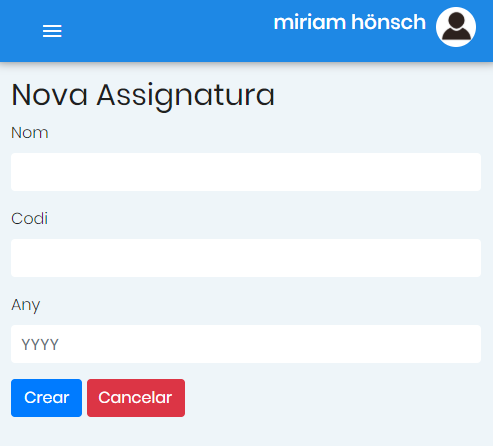 miriam hönsch
Nova Assignatura
Nom
Codi
Any
YYYY
Crear Cancelar